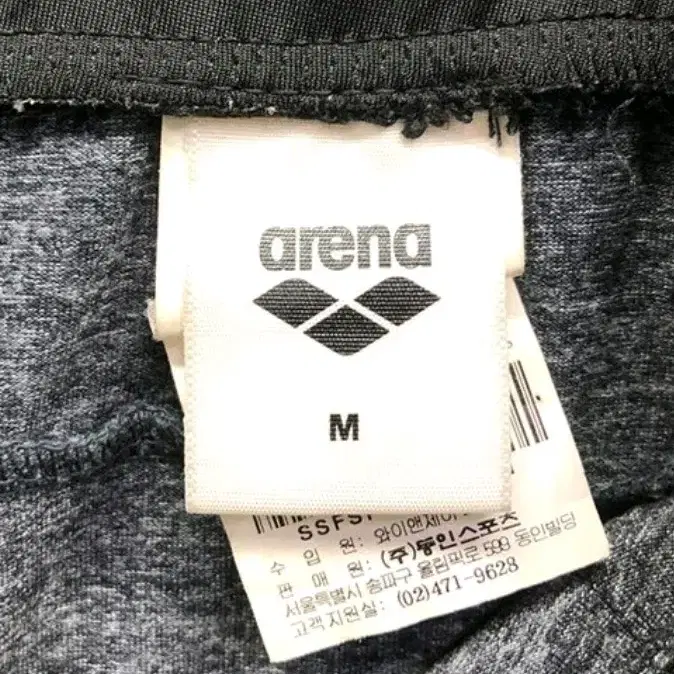 arena
M
SSFS
수 입 원: 와이앤제이
판 매 원: (주)동인스포츠
서울특별시 송파구 올림픽로 599 동인빌딩
고객 지원실: (02)471-9628